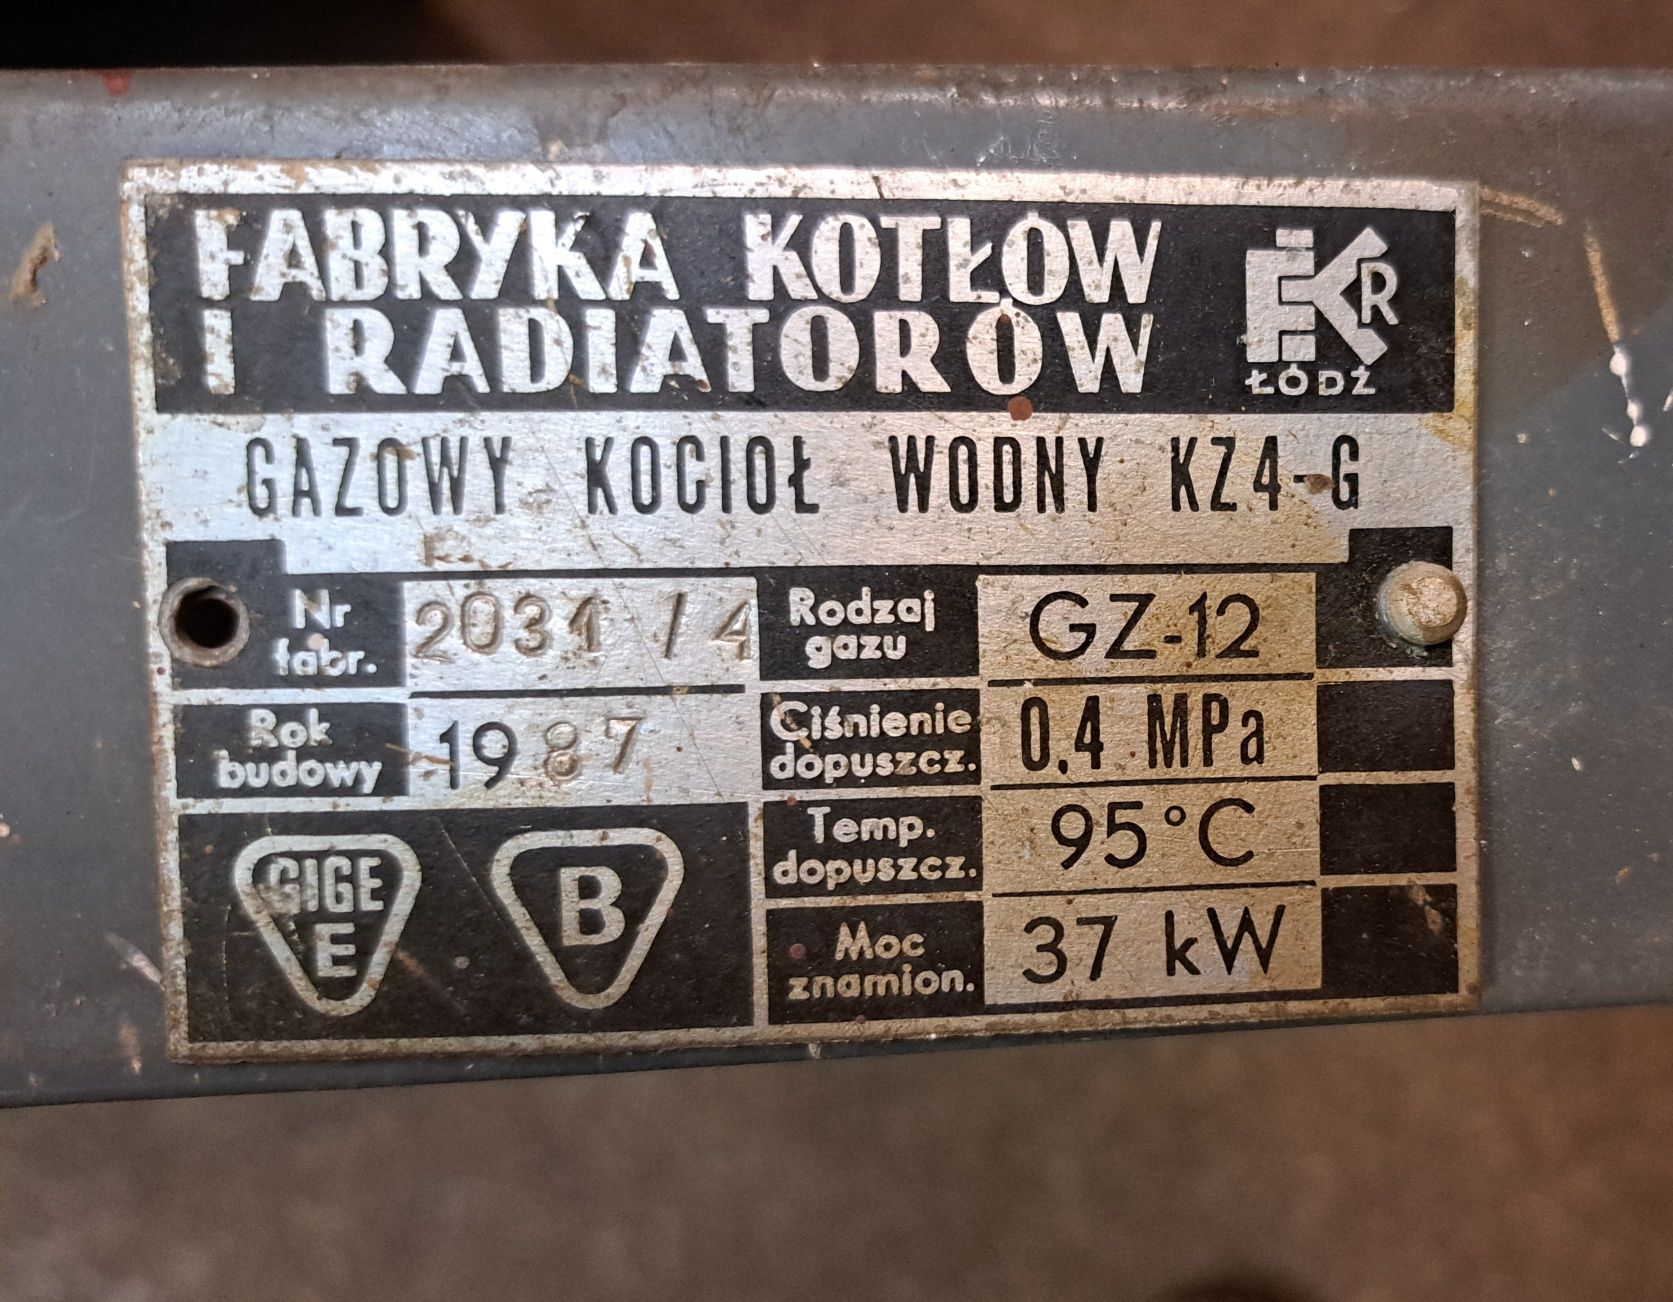 FABRYKA KOTŁÓW
I RADIATORÓW
FKR
ŁÓDŹ
GAZOWY KOCIOŁ WODNY KZ4-G
Nr fabr. 2031 / 4
Rok budowy 1987
GIGE
E
B
Rodzaj gazu GZ-12
Ciśnienie dopuszcz. 0,4 MPa
Temp. dopuszcz. 95°C
Moc znamion. 37 kW